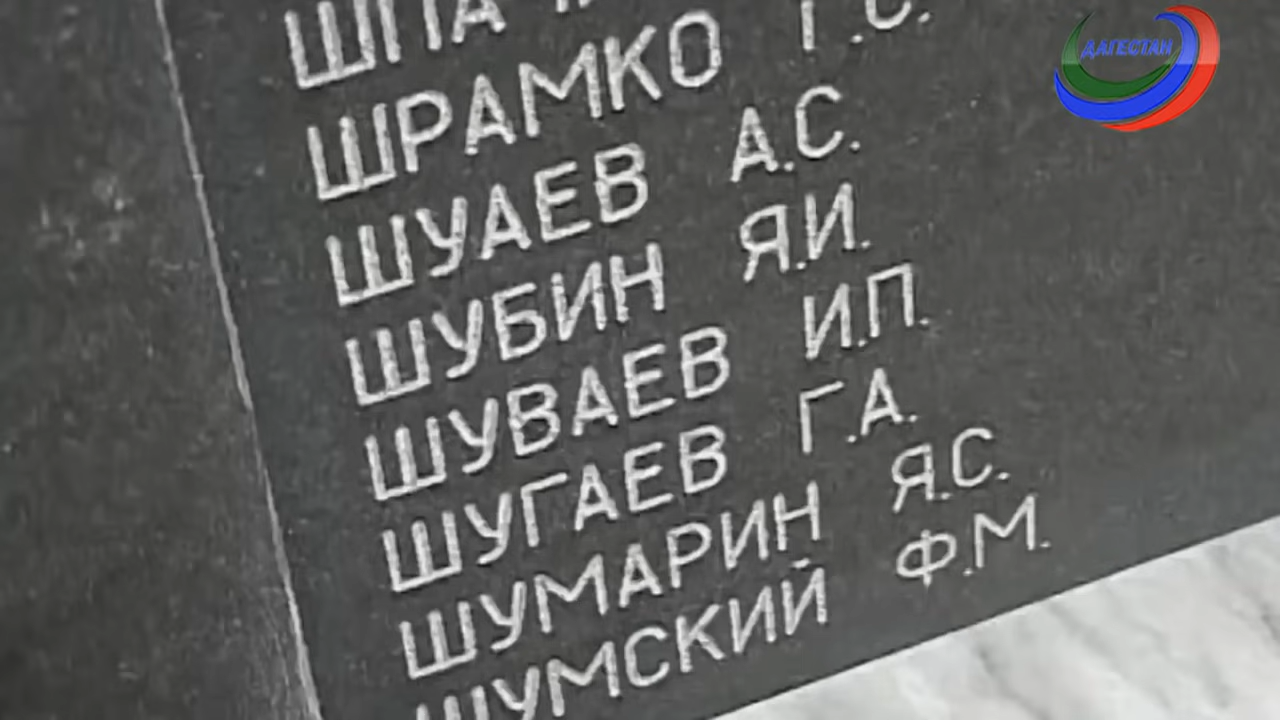 ДАГЕСТАН
ШРАМКО Г.С.
ШУАЕВ А.С.
ШУБИН Я.И.
ШУВАЕВ И.П.
ШУГАЕВ Г.А.
ШУМАРИН Я.С.
ШУМСКИЙ Ф.М.